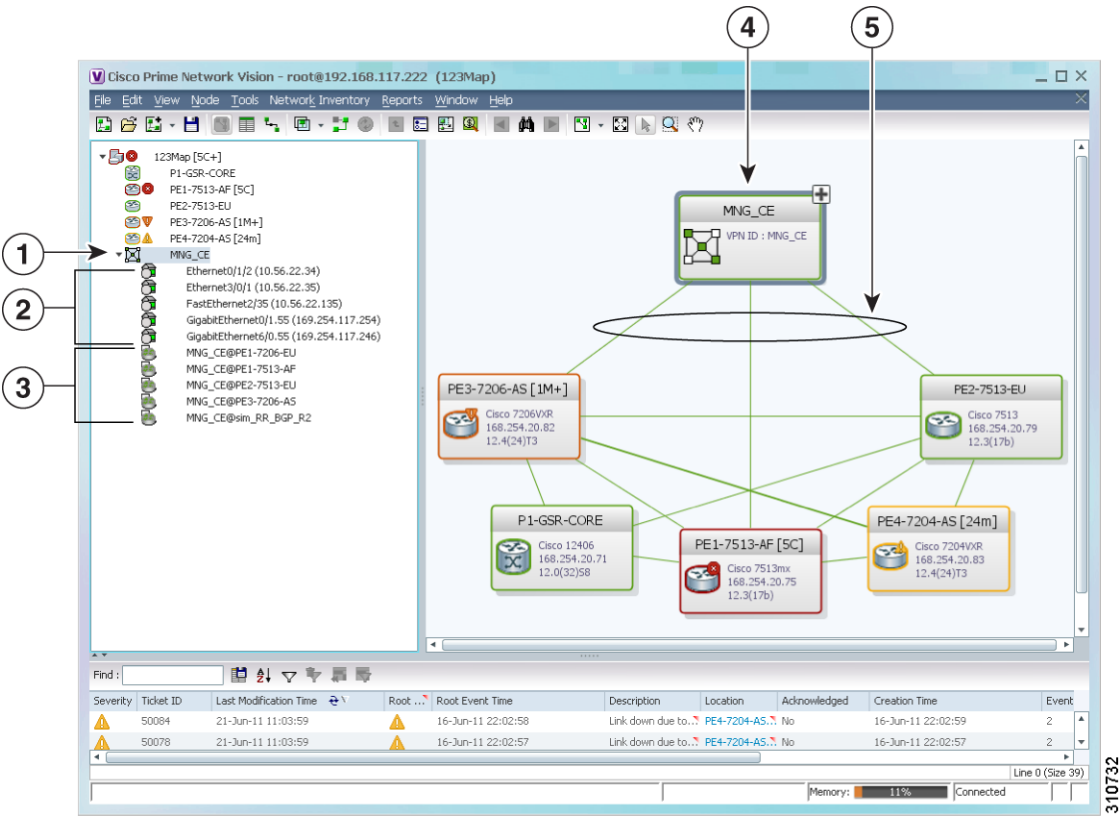 4
5
Cisco Prime Network Vision - root@192.168.117.222 (123Map)
File Edit View Node Tools Network Inventory Reports Window Help
1
2
3
123Map [5C+]
P1-GSR-CORE
PE1-7513-AF [5C]
PE2-7513-EU
PE3-7206-AS [1M+]
PE4-7204-AS [24m]
MNG_CE
Ethernet0/1/2 (10.56.22.34)
Ethernet3/0/1 (10.56.22.35)
FastEthernet2/35 (10.56.22.135)
GigabitEthernet0/1.55 (169.254.117.254)
GigabitEthernet6/0.55 (169.254.117.246)
MNG_CE@PE1-7206-EU
MNG_CE@PE1-7513-AF
MNG_CE@PE2-7513-EU
MNG_CE@PE3-7206-AS
MNG_CE@sim_RR_BGP_R2
MNG_CE
VPN ID : MNG_CE
PE3-7206-AS [1M+]
Cisco 7206VXR
168.254.20.82
12.4(24)T3
PE2-7513-EU
Cisco 7513
168.254.20.79
12.3(17b)
P1-GSR-CORE
Cisco 12406
168.254.20.71
12.0(32)S8
PE1-7513-AF [5C]
Cisco 7513mx
168.254.20.75
12.3(17b)
PE4-7204-AS [24m]
Cisco 7204VXR
168.254.20.83
12.4(24)T3
Find :
Severity Ticket ID Last Modification Time Root ... Root Event Time Description Location Acknowledged Creation Time Event
50084 21-Jun-11 11:03:59 16-Jun-11 22:02:58 Link down due to... PE4-7204-AS... No 16-Jun-11 22:02:59 2
50078 21-Jun-11 11:03:59 16-Jun-11 22:02:57 Link down due to... PE4-7204-AS... No 16-Jun-11 22:02:57 2
Line 0 (Size 39)
Memory: 11% Connected
310732